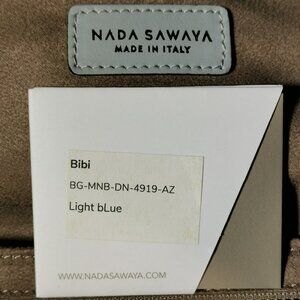 NADA SAWAYA
MADE IN ITALY
Bibi
BG-MNB-DN-4919-AZ
Light bLue
WWW.NADASAWAYA.COM